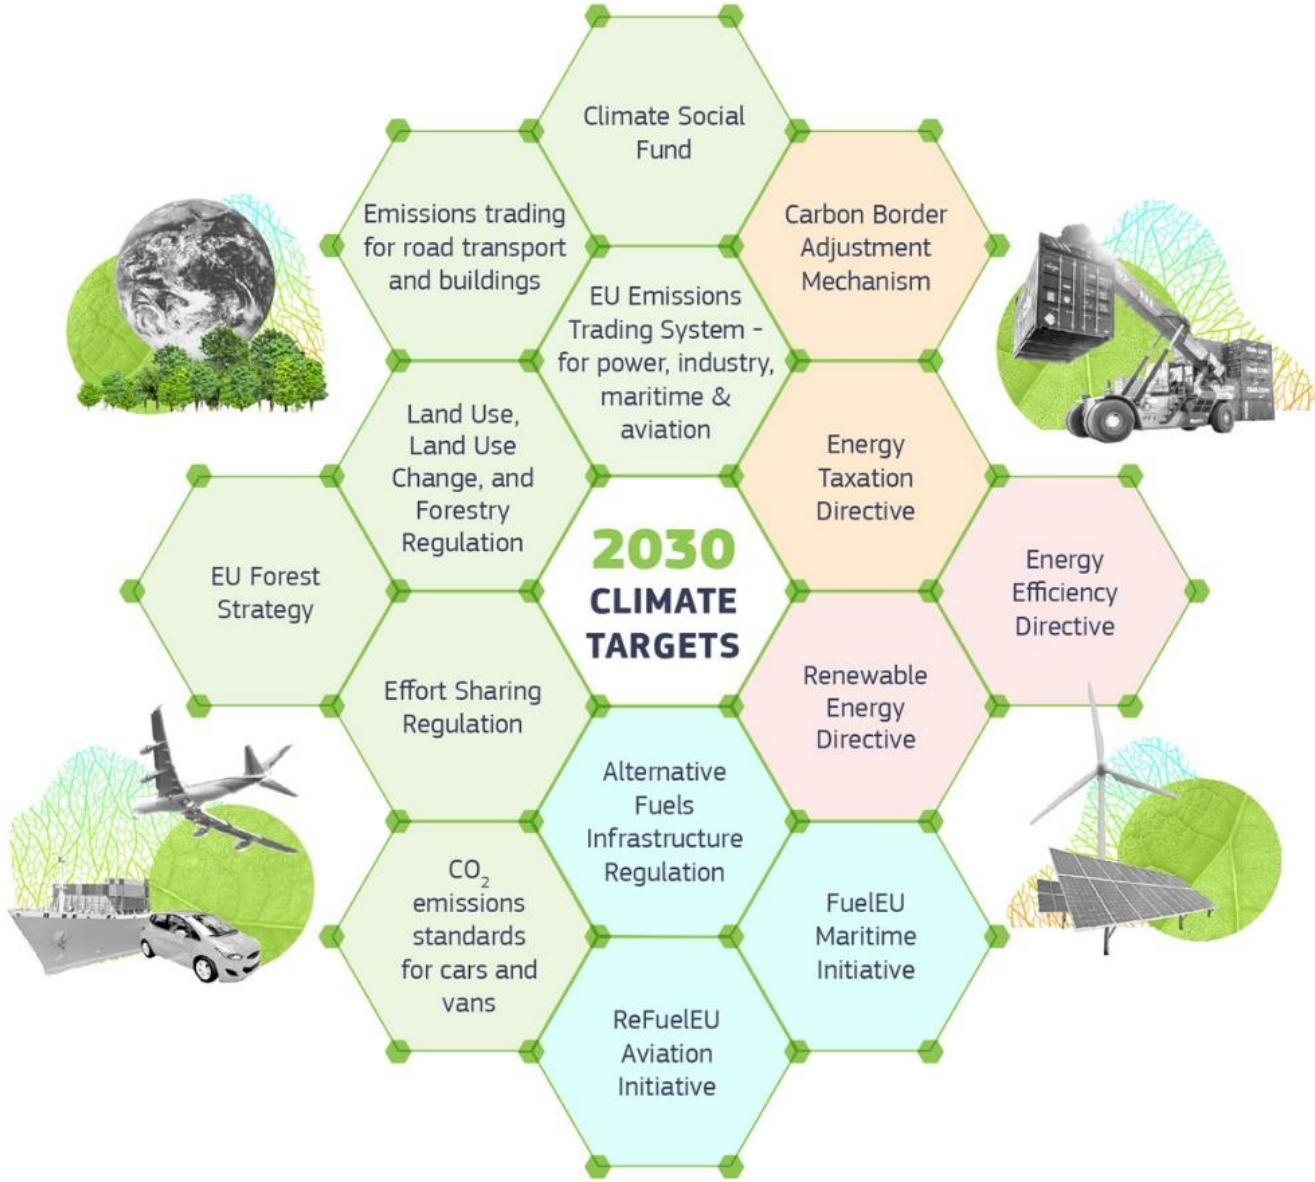 Climate Social
Fund
Emissions trading
for road transport
and buildings
Carbon Border
Adjustment
Mechanism
EU Emissions
Trading System -
for power, industry,
maritime &
aviation
Land Use,
Land Use
Change, and
Forestry
Regulation
Energy
Taxation
Directive
EU Forest
Strategy
2030
CLIMATE
TARGETS
Energy
Efficiency
Directive
Effort Sharing
Regulation
Renewable
Energy
Directive
Alternative
Fuels
Infrastructure
Regulation
CO₂
emissions
standards
for cars and
vans
FuelEU
Maritime
Initiative
ReFuelEU
Aviation
Initiative